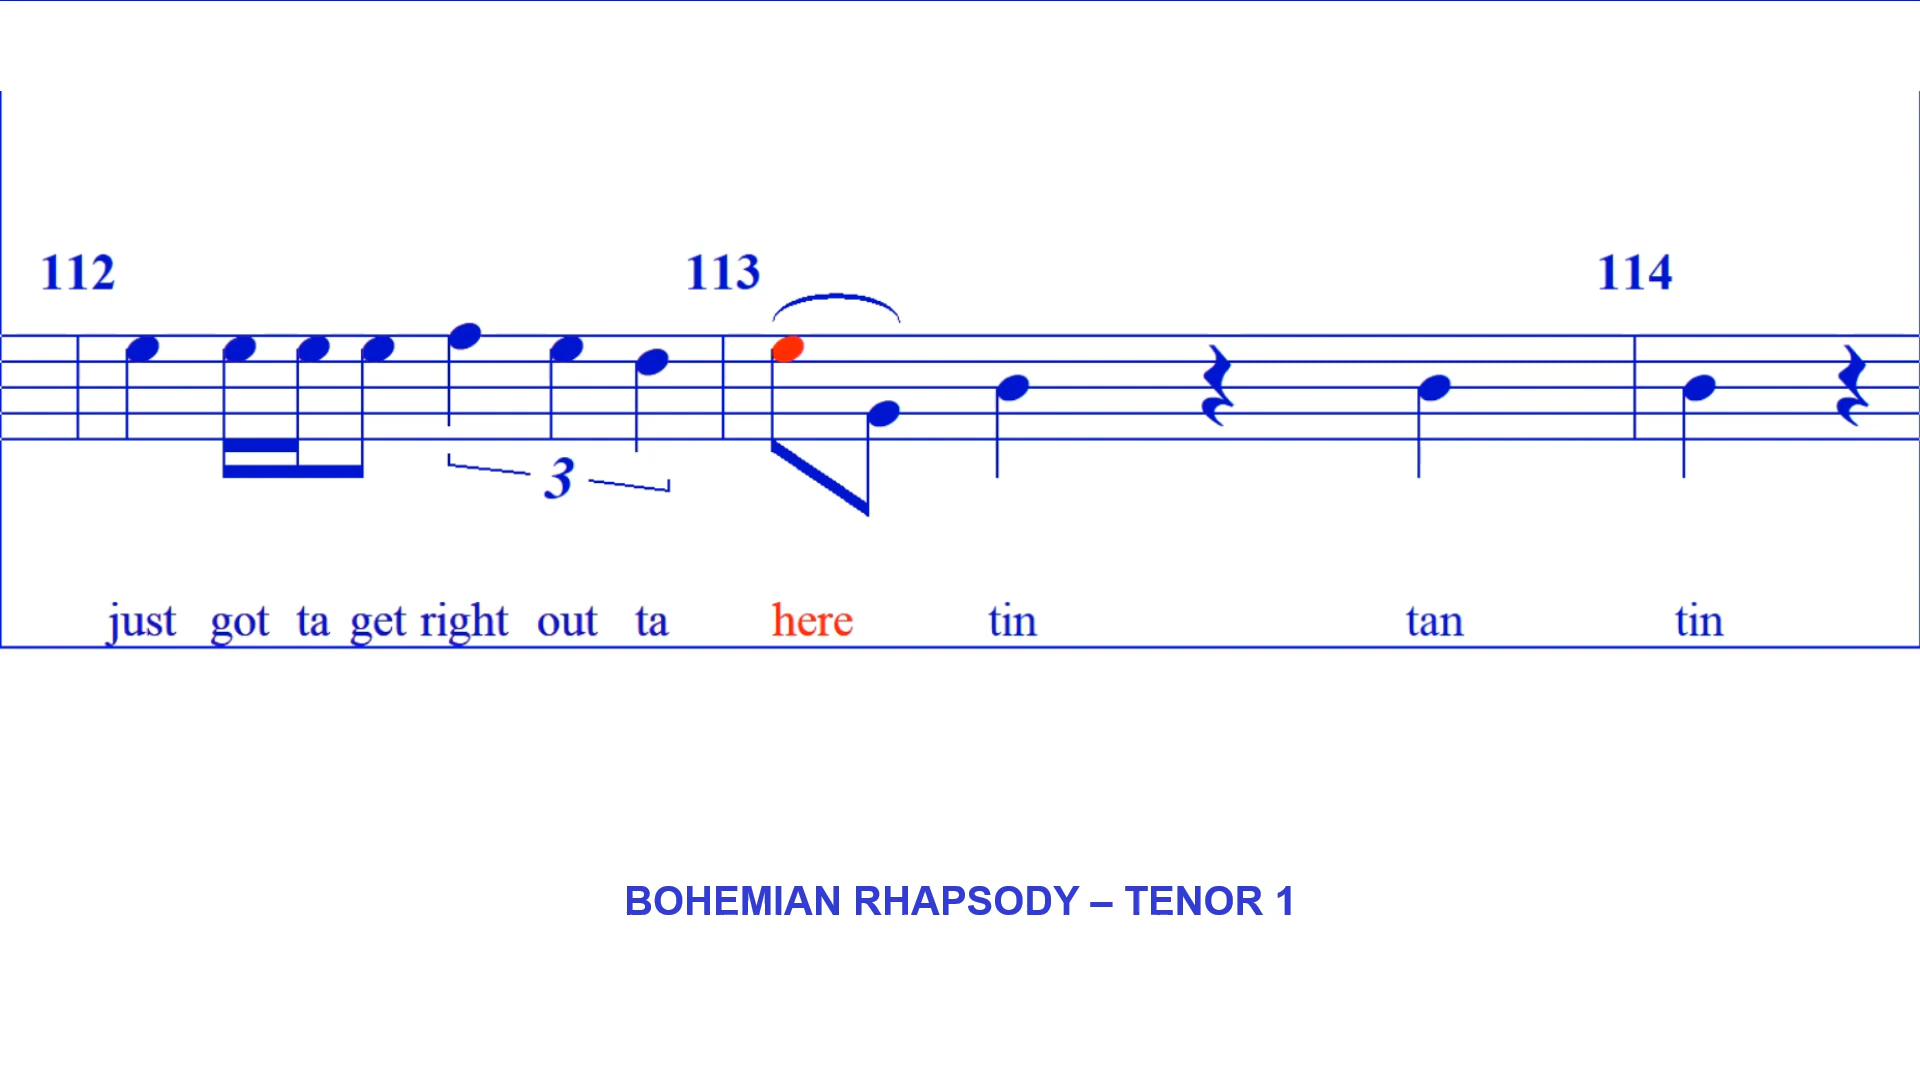 112 113 114
3
just got ta get right out ta here tin tan tin
BOHEMIAN RHAPSODY – TENOR 1